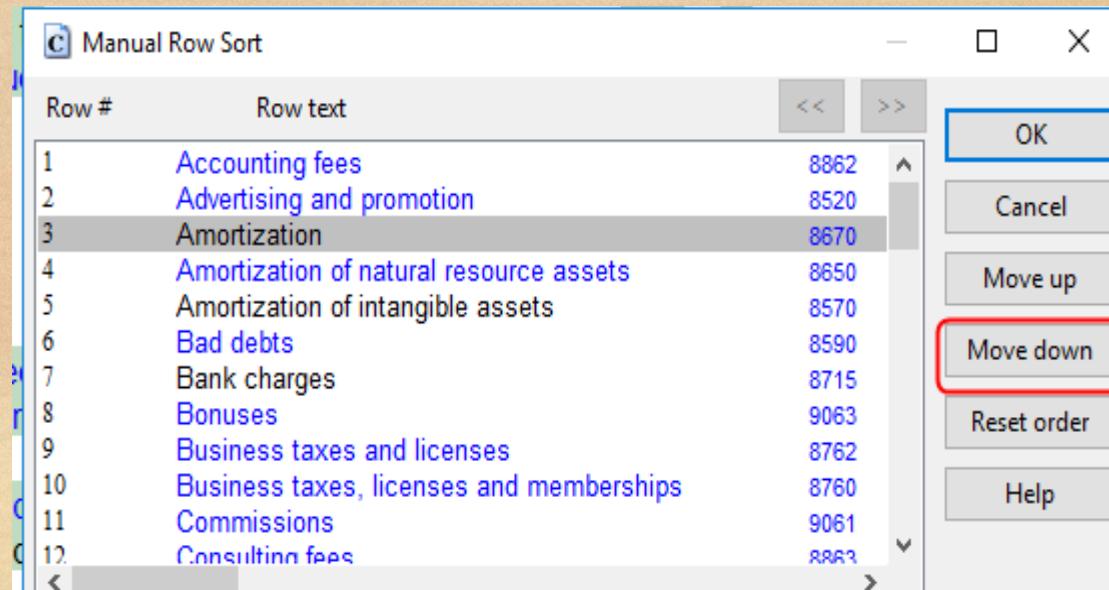 Manual Row Sort
Row # Row text << >>
OK
Cancel
Move up
Move down
Reset order
Help
1 Accounting fees 8862
2 Advertising and promotion 8520
3 Amortization 8670
4 Amortization of natural resource assets 8650
5 Amortization of intangible assets 8570
6 Bad debts 8590
7 Bank charges 8715
8 Bonuses 9063
9 Business taxes and licenses 8762
10 Business taxes, licenses and memberships 8760
11 Commissions 9061
12 Consulting fees 8863